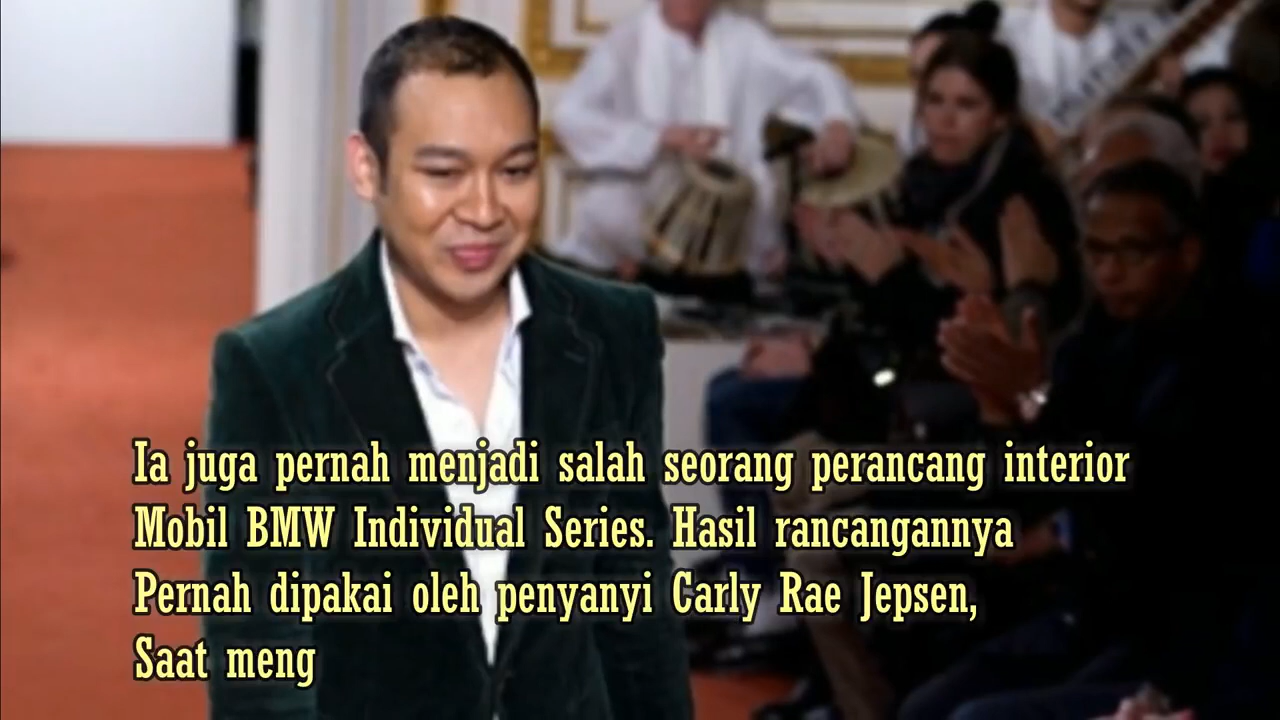 Ia juga pernah menjadi salah seorang perancang interior
Mobil BMW Individual Series. Hasil rancangannya
Pernah dipakai oleh penyanyi Carly Rae Jepsen,
Saat meng